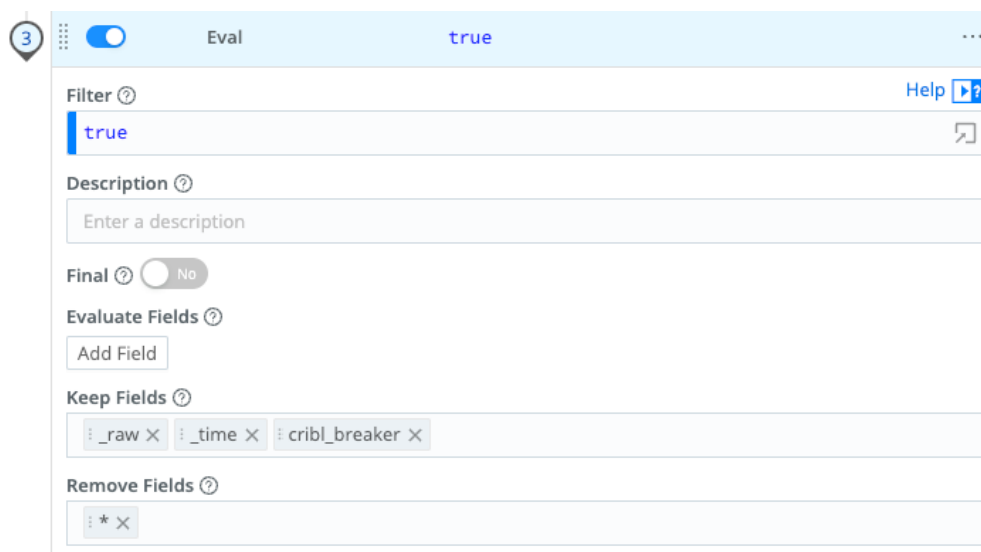 3 Eval true ...
Filter ? Help ?
true
Description ?
Enter a description
Final ? No
Evaluate Fields ?
Add Field
Keep Fields ?
_raw × _time × cribl_breaker ×
Remove Fields ?
* ×